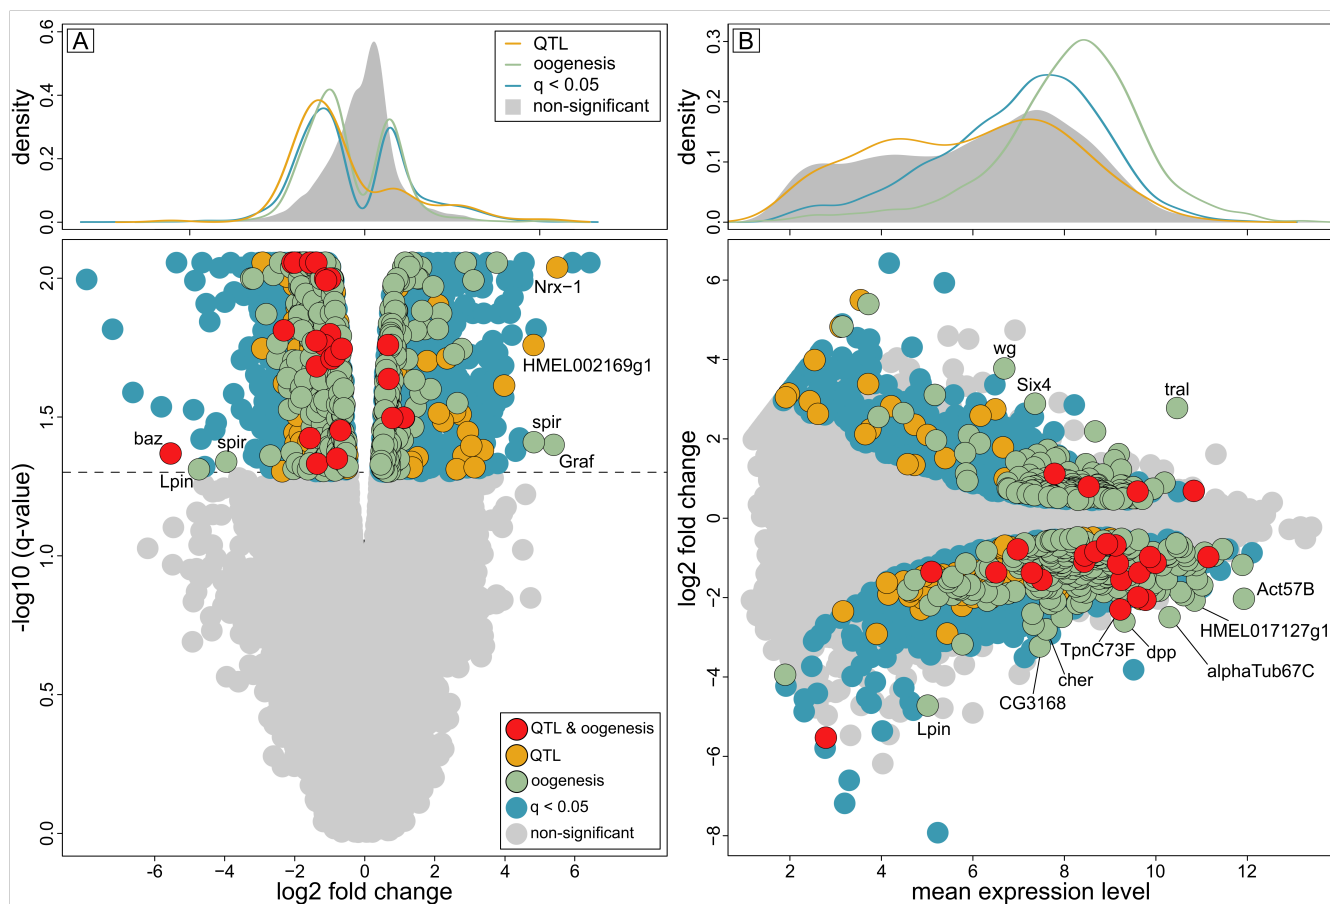 A
density
0.0
0.2
0.4
0.6
QTL
oogenesis
q < 0.05
non-significant
B
density
0.0
0.1
0.2
0.3
-log10 (q-value)
0.0
0.5
1.0
1.5
2.0
Nrx−1
HMEL002169g1
baz
spir
Lpin
spir
Graf
QTL & oogenesis
QTL
oogenesis
q < 0.05
non-significant
-6
−4
−2
0
2
4
6
log2 fold change
log2 fold change
6
4
2
0
−2
−4
−6
−8
wg
Six4
tral
Act57B
HMEL017127g1
TpnC73F
dpp
alphaTub67C
cher
CG3168
Lpin
2
4
6
8
10
12
mean expression level